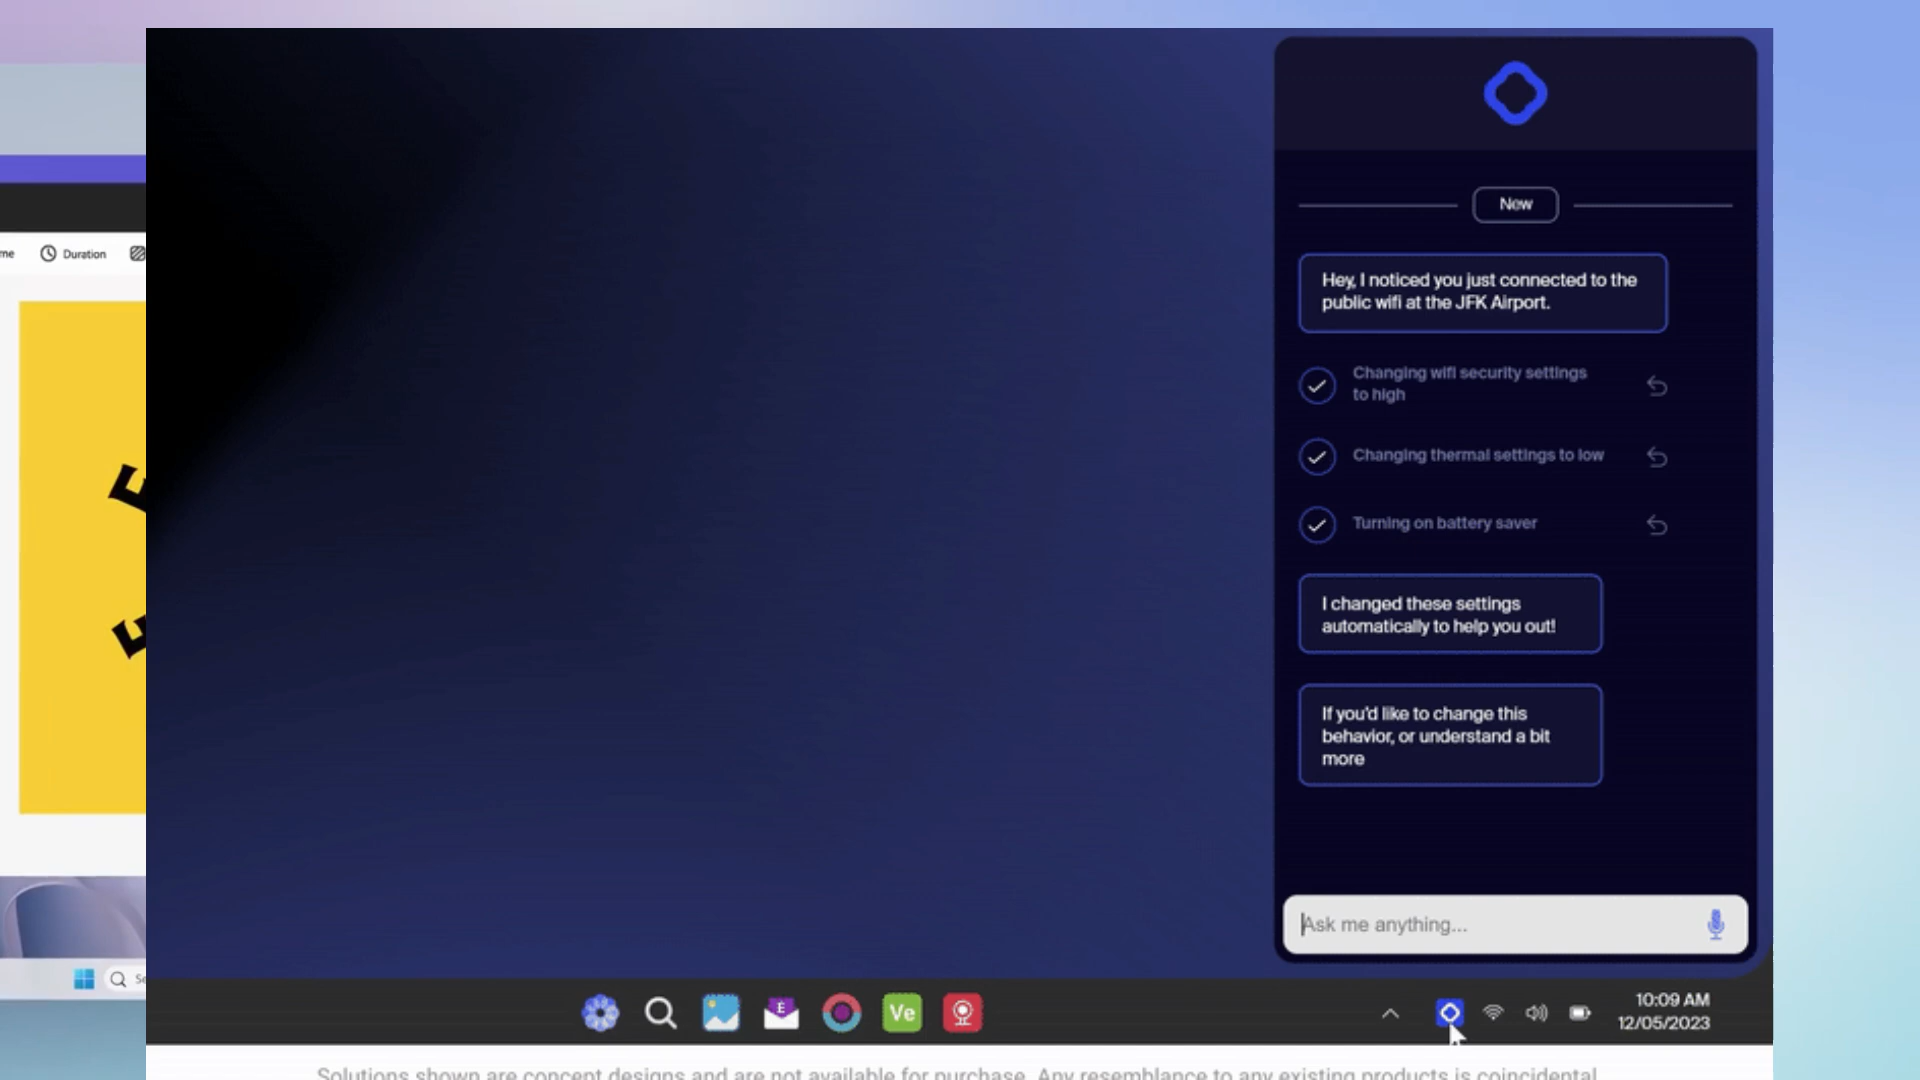 New
Hey, I noticed you just connected to the
public wifi at the JFK Airport.
Changing wifi security settings
to high
Changing thermal settings to low
Turning on battery saver
I changed these settings
automatically to help you out!
If you'd like to change this
behavior, or understand a bit
more
Ask me anything...
me
Duration
E
E
Se
E
Ve
10:09 AM
12/05/2023
Solutions shown are concept designs and are not available for purchase. Any resemblance to any existing products is coincidental